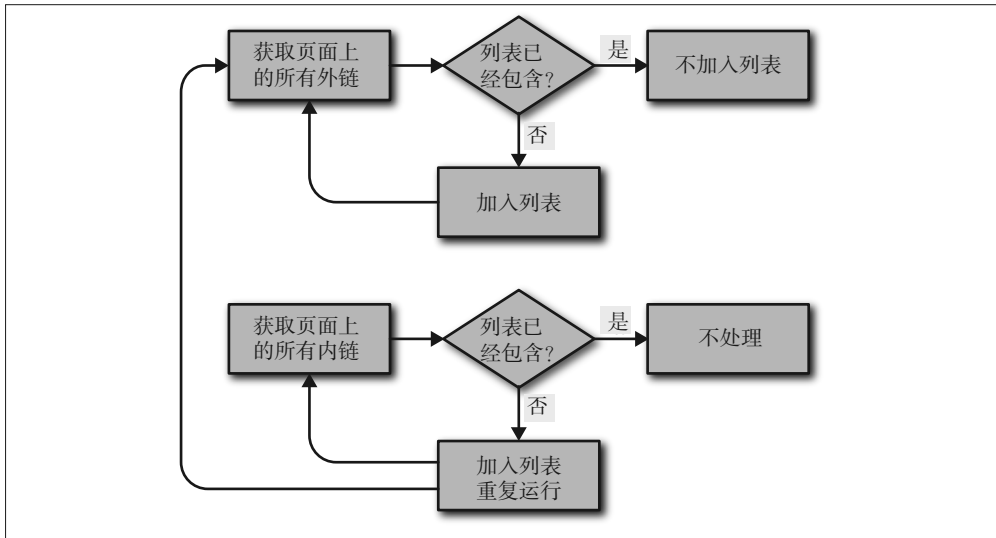 获取页面上
的所有外链
列表已
经包含?
是
不加入列表
否
加入列表
获取页面上
的所有内链
列表已
经包含?
是
不处理
否
加入列表
重复运行